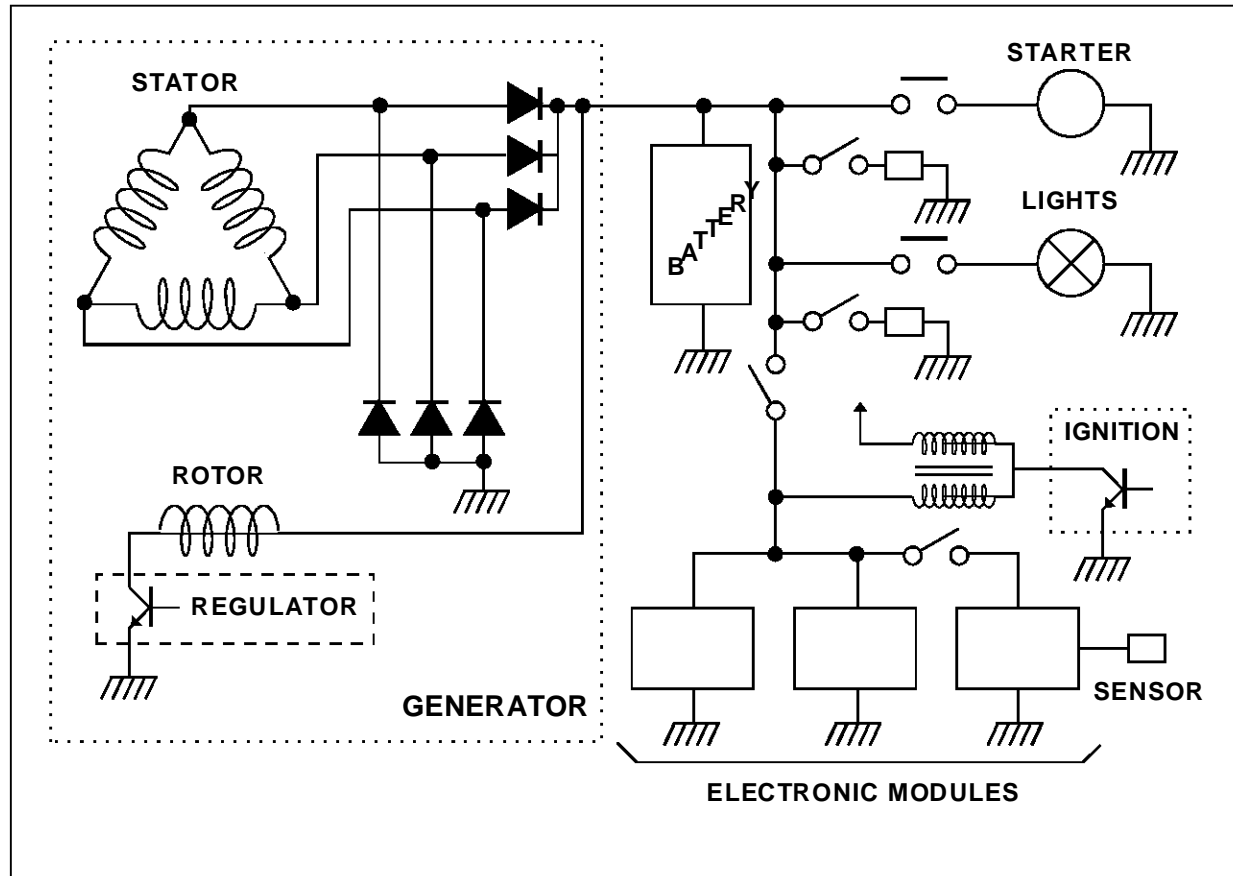 STARTER
STATOR
BATTERY
LIGHTS
IGNITION
ROTOR
REGULATOR
SENSOR
GENERATOR
ELECTRONIC MODULES